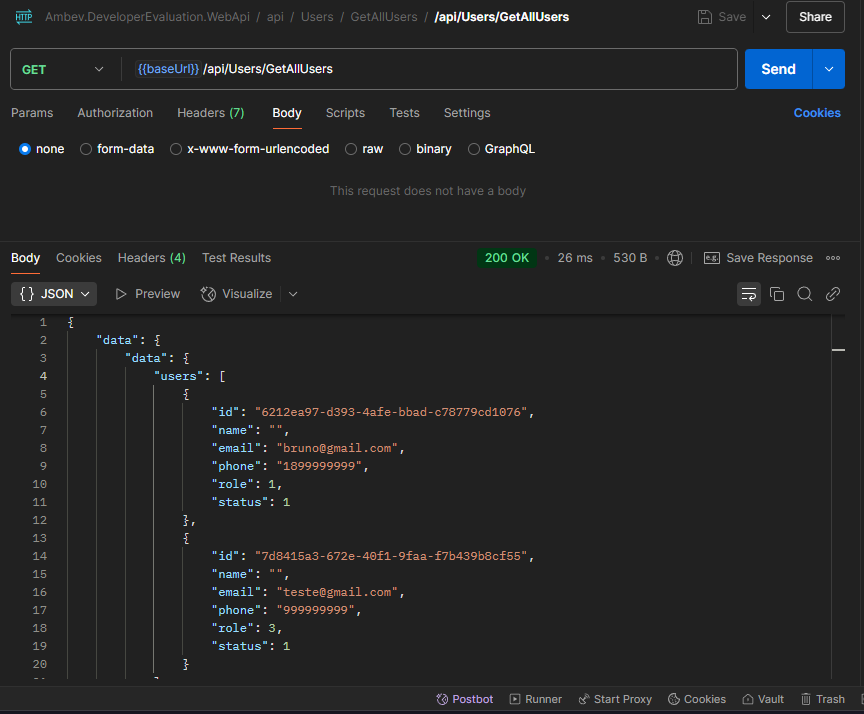 HTTP Ambev.DeveloperEvaluation.WebApi / api / Users / GetAllUsers / /api/Users/GetAllUsers Save Share
GET {{baseUrl}} /api/Users/GetAllUsers Send
Params Authorization Headers (7) Body Scripts Tests Settings Cookies
none form-data x-www-form-urlencoded raw binary GraphQL
This request does not have a body
Body Cookies Headers (4) Test Results 200 OK • 26 ms • 530 B • e.g. Save Response
{} JSON Preview Visualize
1 {
2 "data": {
3 "data": {
4 "users": [
5 {
6 "id": "6212ea97-d393-4afe-bbad-c78779cd1076",
7 "name": "",
8 "email": "bruno@gmail.com",
9 "phone": "1899999999",
10 "role": 1,
11 "status": 1
12 },
13 {
14 "id": "7d8415a3-672e-40f1-9faa-f7b439b8cf55",
15 "name": "",
16 "email": "teste@gmail.com",
17 "phone": "999999999",
18 "role": 3,
19 "status": 1
20 }
Postbot Runner Start Proxy Cookies Vault Trash